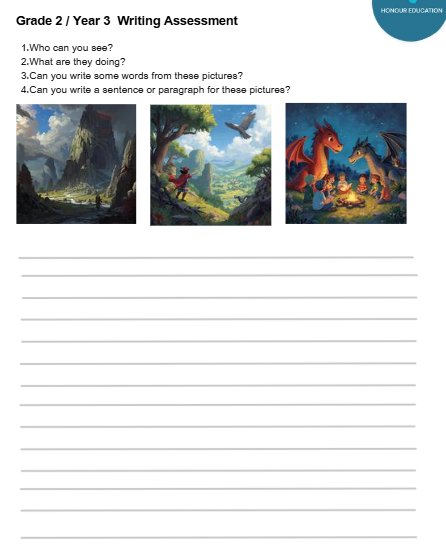 HONOUR EDUCATION
Grade 2 / Year 3 Writing Assessment
1.Who can you see?
2.What are they doing?
3.Can you write some words from these pictures?
4.Can you write a sentence or paragraph for these pictures?